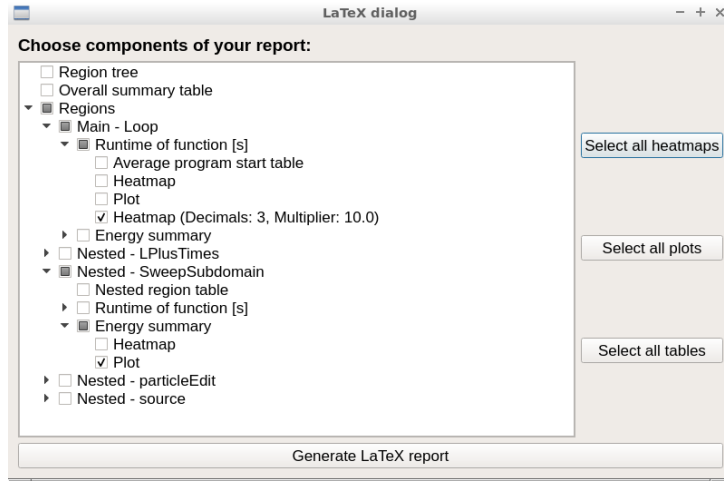 LaTeX dialog
Choose components of your report:
Region tree
Overall summary table
Regions
Main - Loop
Runtime of function [s]
Average program start table
Heatmap
Plot
Heatmap (Decimals: 3, Multiplier: 10.0)
Energy summary
Nested - LPlusTimes
Nested - SweepSubdomain
Nested region table
Runtime of function [s]
Energy summary
Heatmap
Plot
Nested - particleEdit
Nested - source
Select all heatmaps
Select all plots
Select all tables
Generate LaTeX report